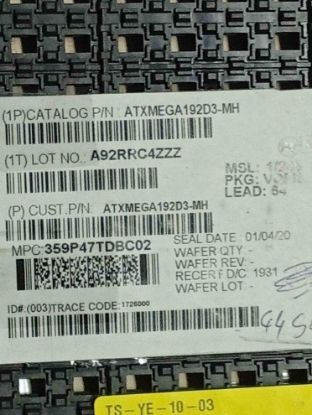 (1P)CATALOG P/N : ATXMEGA192D3-MH
(1T) LOT NO.: A92RRC4ZZZ
MSL:
PKG:
LEAD: 64
(P) CUST.P/N: ATXMEGA192D3-MH
MPC:359P47TDBC02
SEAL DATE : 01/04/20
WAFER QTY : -
WAFER REV: -
D/C: 1931
WAFER LOT : -
ID#:(003)TRACE CODE:1726000
TS-YE-10-03